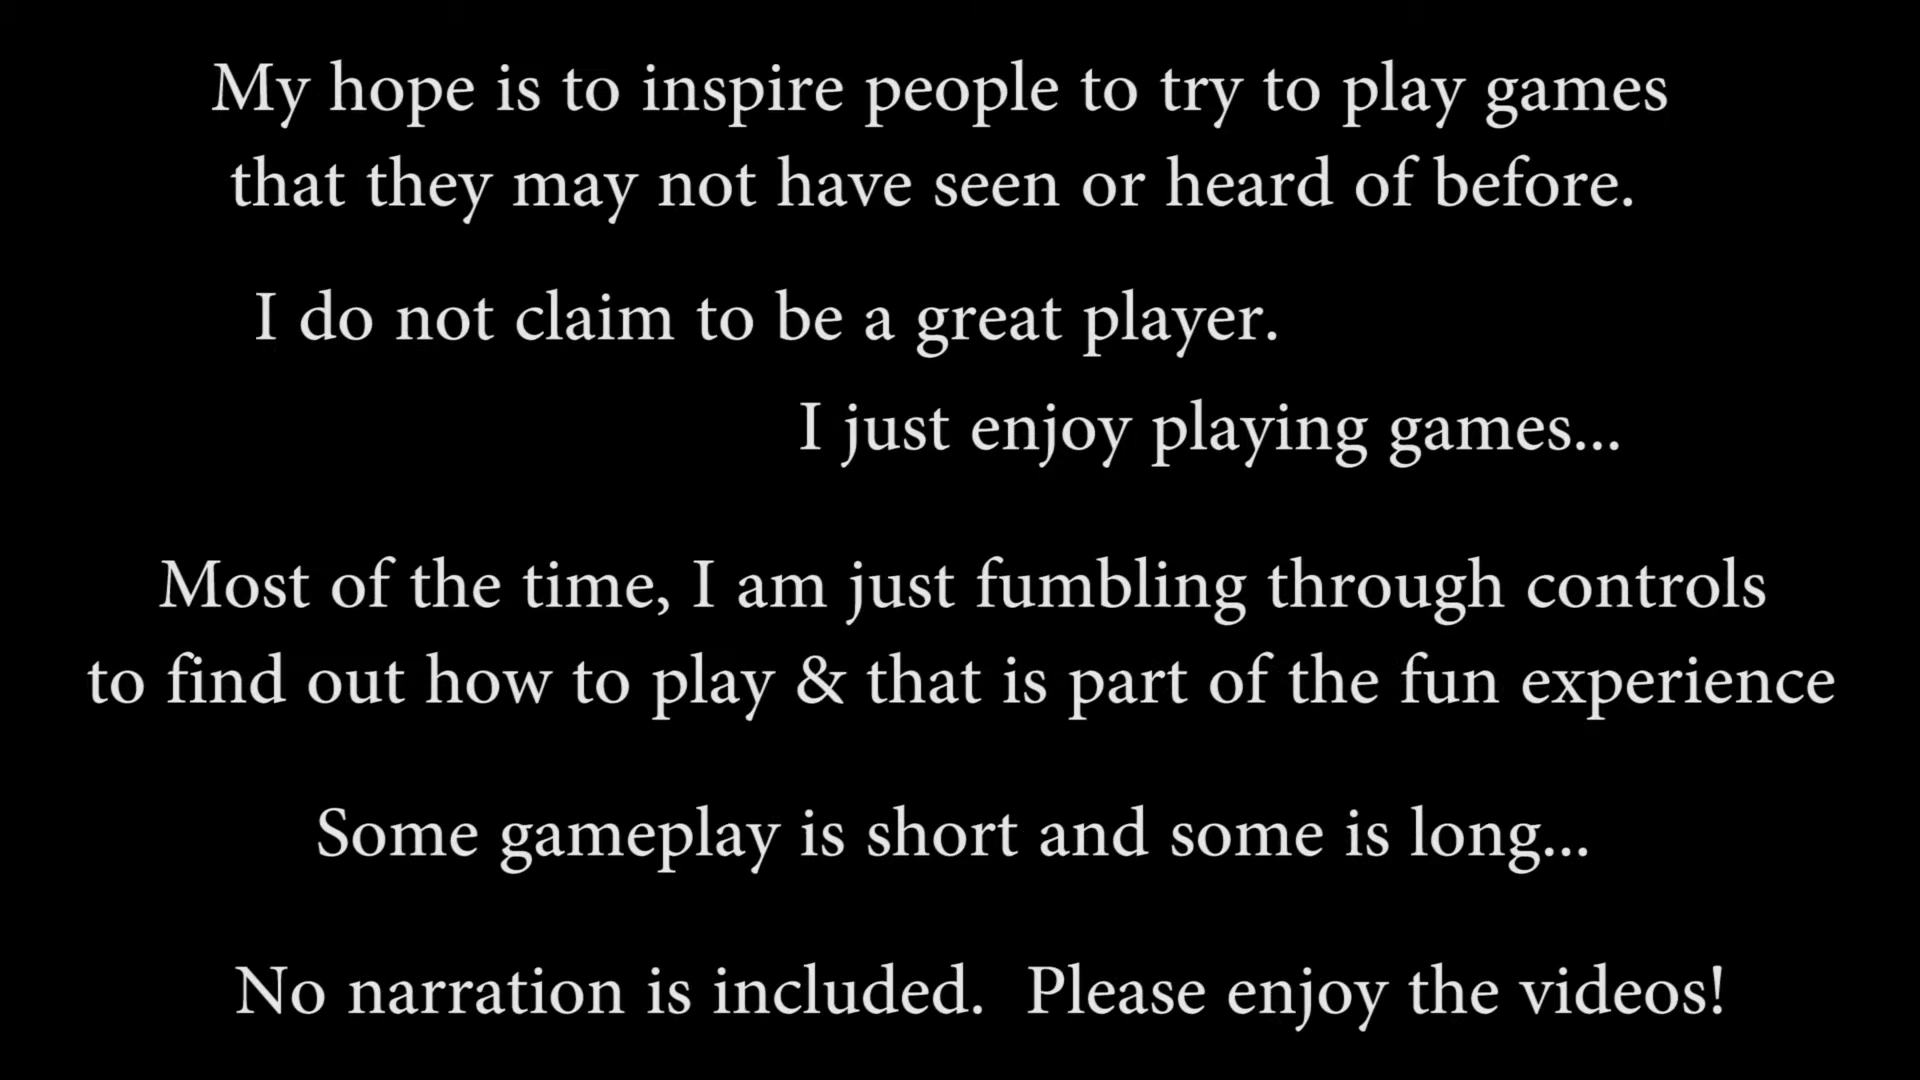 My hope is to inspire people to try to play games
that they may not have seen or heard of before.
I do not claim to be a great player.
I just enjoy playing games...
Most of the time, I am just fumbling through controls
to find out how to play & that is part of the fun experience
Some gameplay is short and some is long...
No narration is included.  Please enjoy the videos!